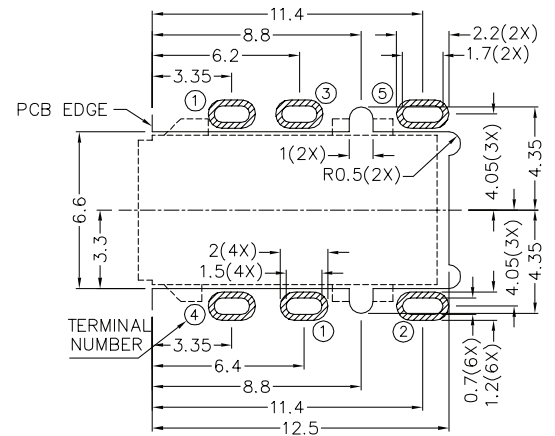 11.4
8.8
2.2(2X)
6.2
1.7(2X)
3.35
1
3
5
PCB EDGE
1(2X)
R0.5(2X)
4.05(3X)
4.35
6.6
3.3
2(4X)
1.5(4X)
4.05(3X)
4.35
4
1
2
TERMINAL
NUMBER
3.35
6.4
8.8
11.4
12.5
0.7(6X)
1.2(6X)